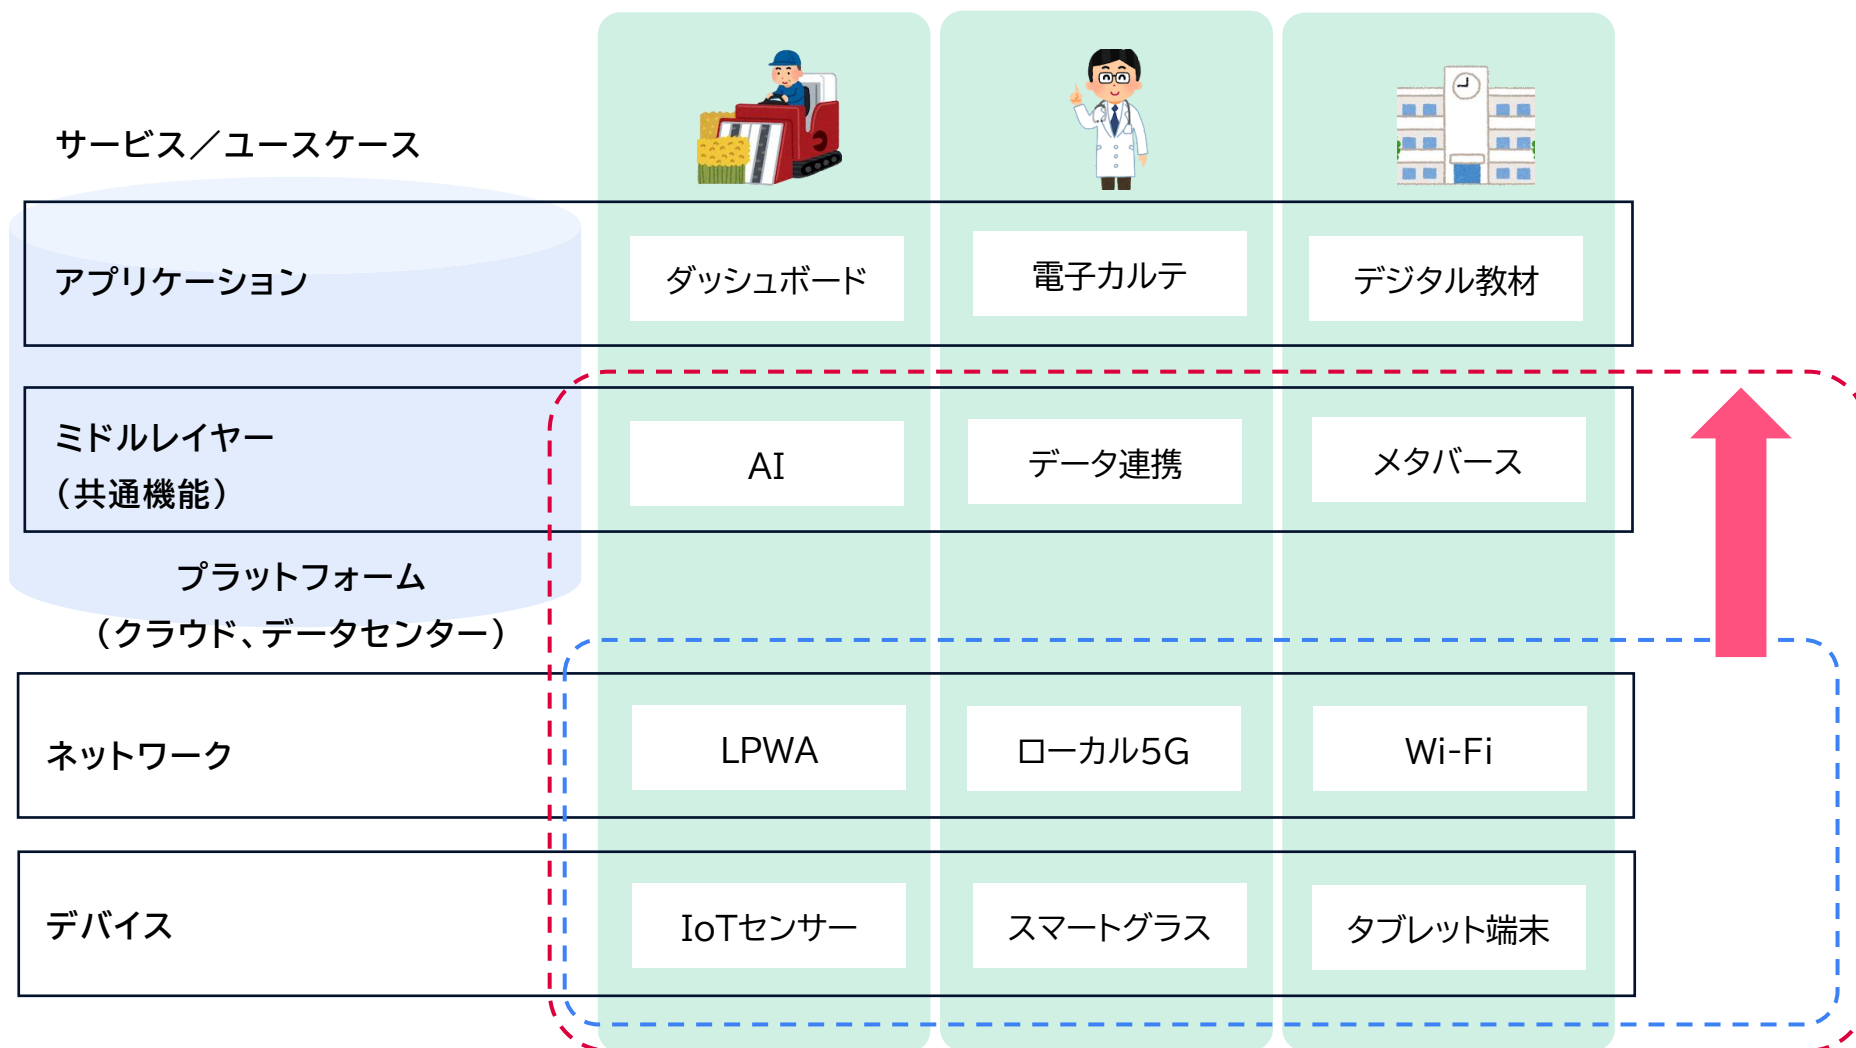 サービス／ユースケース
アプリケーション
ダッシュボード
電子カルテ
デジタル教材
ミドルレイヤー
（共通機能）
AI
データ連携
メタバース
プラットフォーム
（クラウド、データセンター）
ネットワーク
LPWA
ローカル5G
Wi-Fi
デバイス
IoTセンサー
スマートグラス
タブレット端末